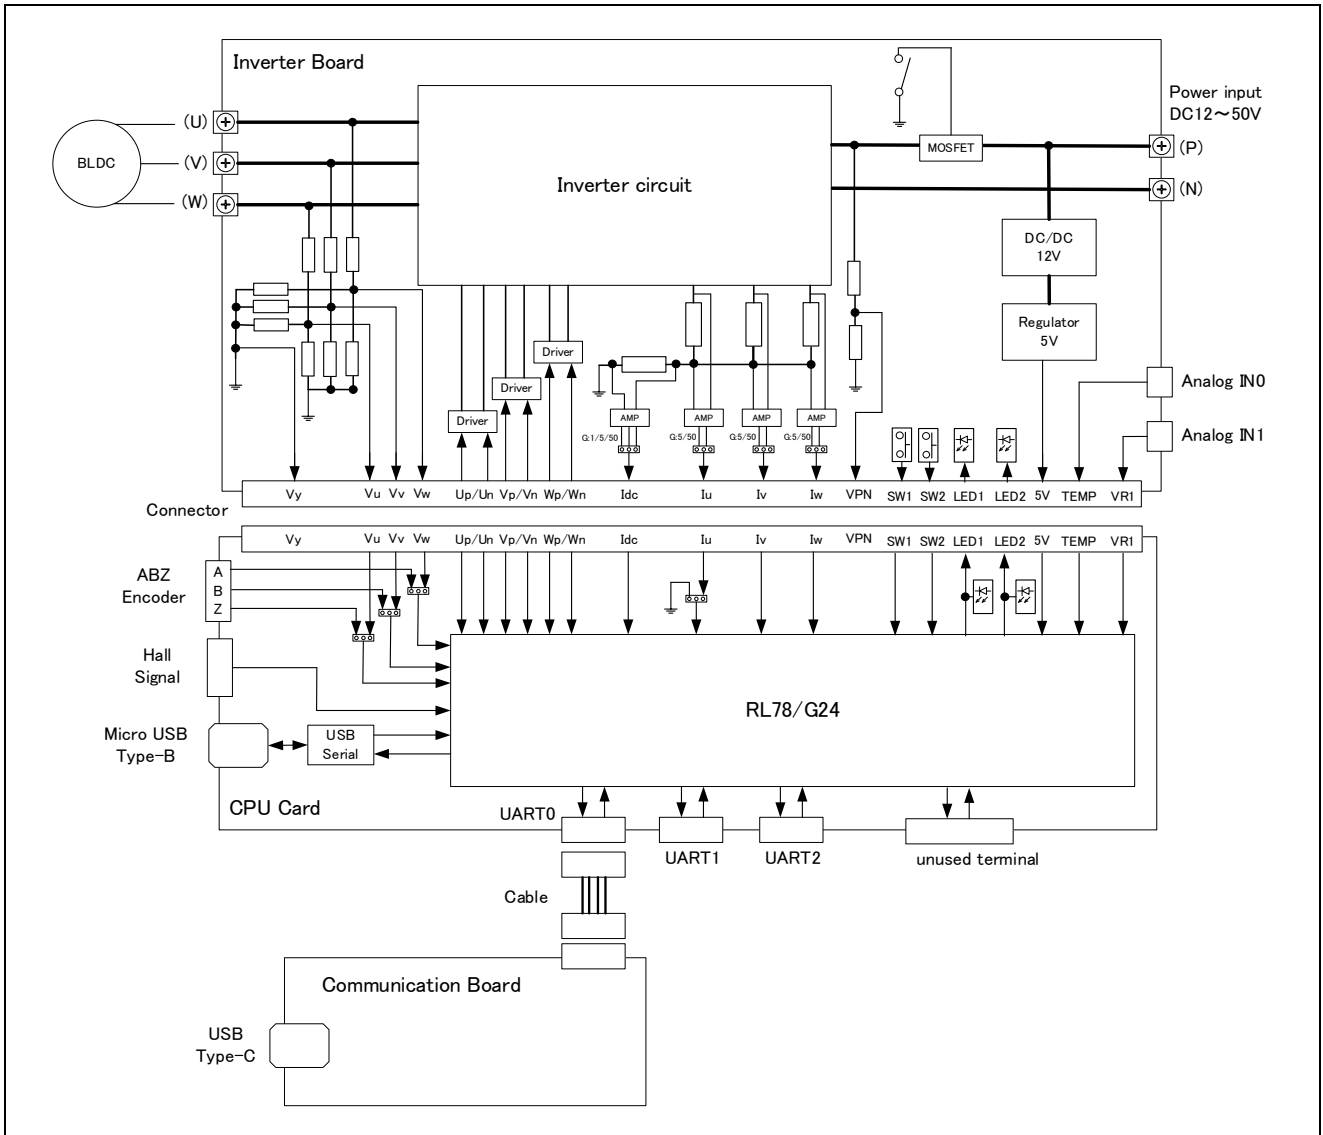 Inverter Board
Power input
DC12～50V
(U)
(V)
(W)
BLDC
Inverter circuit
MOSFET
(P)
(N)
DC/DC
12V
Regulator
5V
Driver
Driver
Driver
AMP
AMP
AMP
AMP
G:1/5/50
G:5/50
G:5/50
G:5/50
Analog IN0
Analog IN1
Connector
Vy Vu Vv Vw Up/Un Vp/Vn Wp/Wn Idc Iu Iv Iw VPN SW1 SW2 LED1 LED2 5V TEMP VR1
Vy Vu Vv Vw Up/Un Vp/Vn Wp/Wn Idc Iu Iv Iw VPN SW1 SW2 LED1 LED2 5V TEMP VR1
ABZ
Encoder
A
B
Z
Hall
Signal
Micro USB
Type-B
USB
Serial
RL78/G24
CPU Card
UART0
UART1
UART2
unused terminal
Cable
Communication Board
USB
Type-C